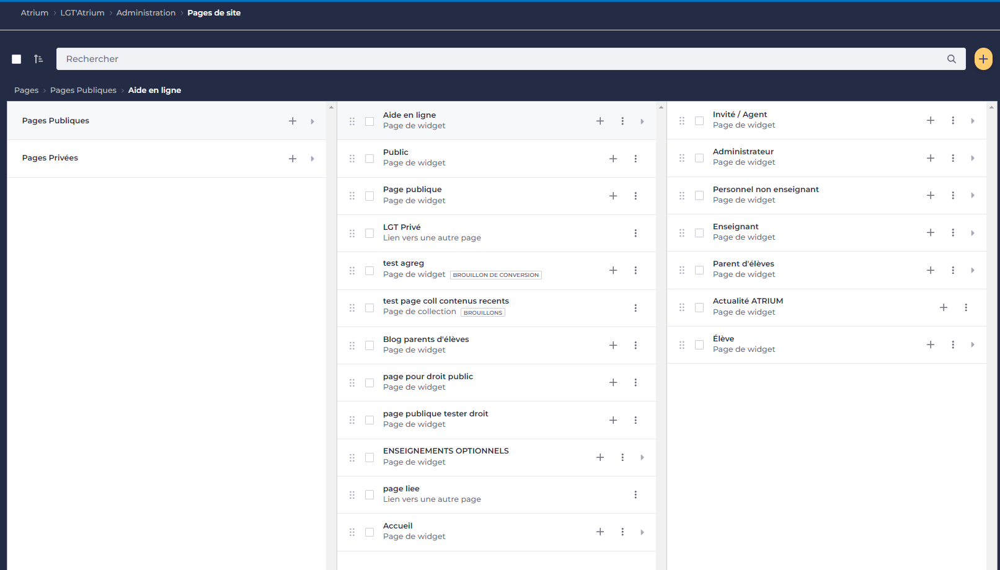 Atrium > LGT'Atrium > Administration > Pages de site
Rechercher
Pages > Pages Publiques > Aide en ligne
Pages Publiques
Pages Privées
Aide en ligne
Page de widget
Public
Page de widget
Page publique
Page de widget
LGT Privé
Lien vers une autre page
test agreg
Page de widget BROUILLON DE CONVERSION
test page coll contenus recents
Page de collection BROUILLONS
Blog parents d'élèves
Page de widget
page pour droit public
Page de widget
page publique tester droit
Page de widget
ENSEIGNEMENTS OPTIONNELS
Page de widget
page liee
Lien vers une autre page
Accueil
Page de widget
Invité / Agent
Page de widget
Administrateur
Page de widget
Personnel non enseignant
Page de widget
Enseignant
Page de widget
Parent d'élèves
Page de widget
Actualité ATRIUM
Page de widget
Élève
Page de widget